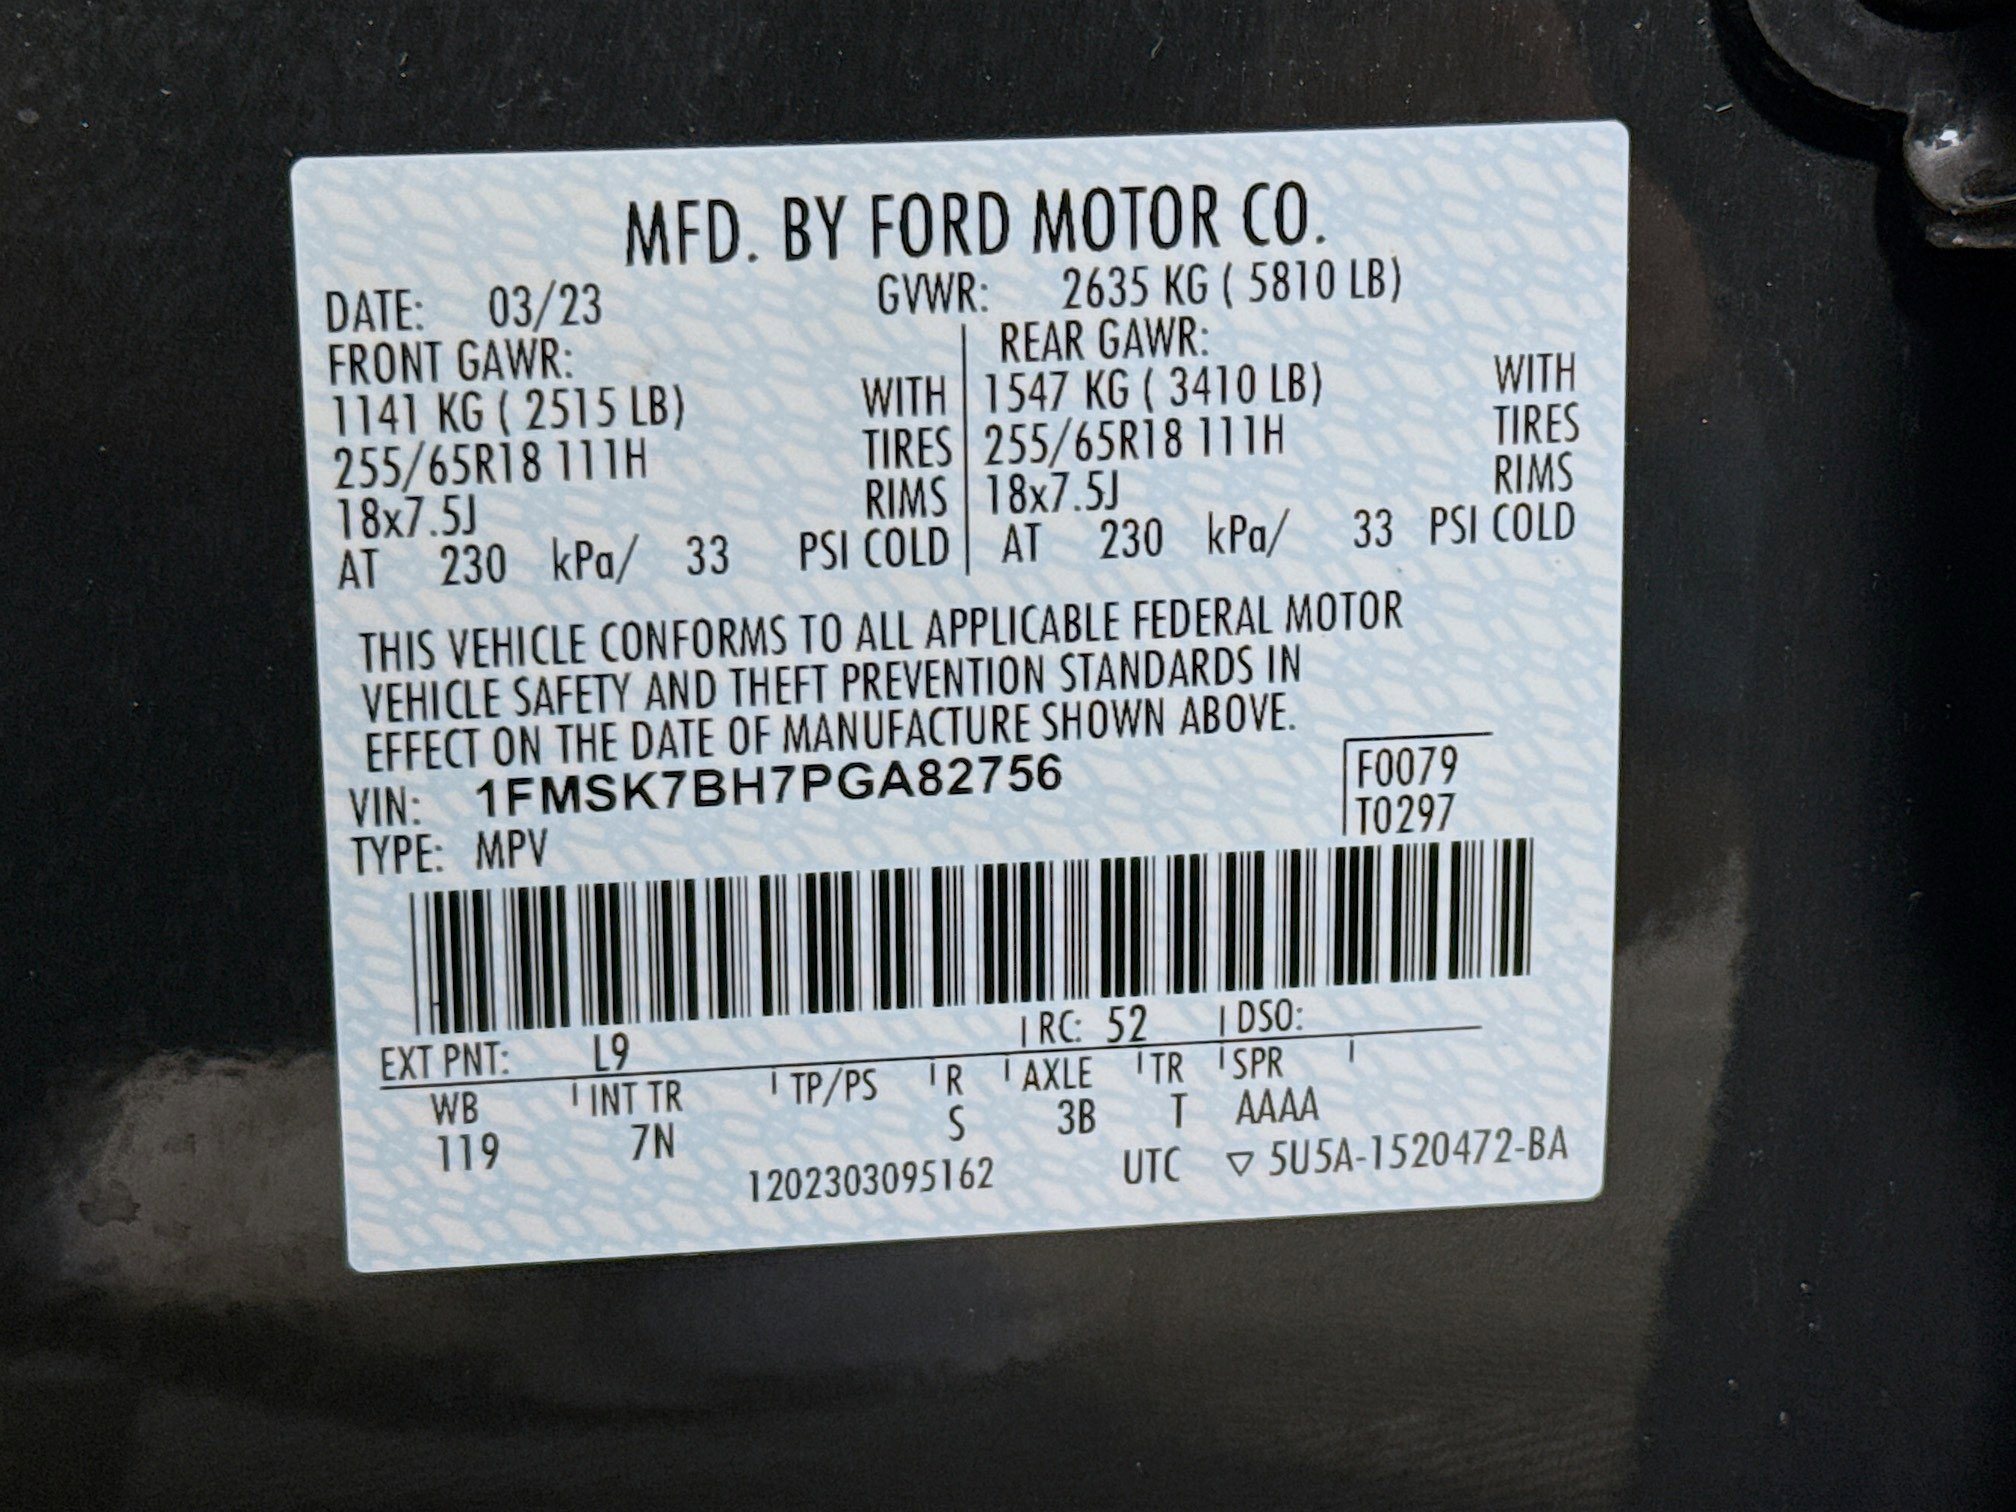 MFD. BY FORD MOTOR CO.
DATE: 03/23 GVWR: 2635 KG ( 5810 LB)
FRONT GAWR: REAR GAWR:
1141 KG ( 2515 LB) WITH 1547 KG ( 3410 LB) WITH
255/65R18 111H TIRES 255/65R18 111H TIRES
18x7.5J RIMS 18x7.5J RIMS
AT 230 kPa/ 33 PSI COLD AT 230 kPa/ 33 PSI COLD
THIS VEHICLE CONFORMS TO ALL APPLICABLE FEDERAL MOTOR
VEHICLE SAFETY AND THEFT PREVENTION STANDARDS IN
EFFECT ON THE DATE OF MANUFACTURE SHOWN ABOVE.
VIN: 1FMSK7BH7PGA82756 F0079
TYPE: MPV T0297
EXT PNT: L9 RC: 52 DSO:
WB INT TR TP/PS R AXLE TR SPR
119 7N S 3B T AAAA
1202303095162 UTC ▽ 5U5A-1520472-BA